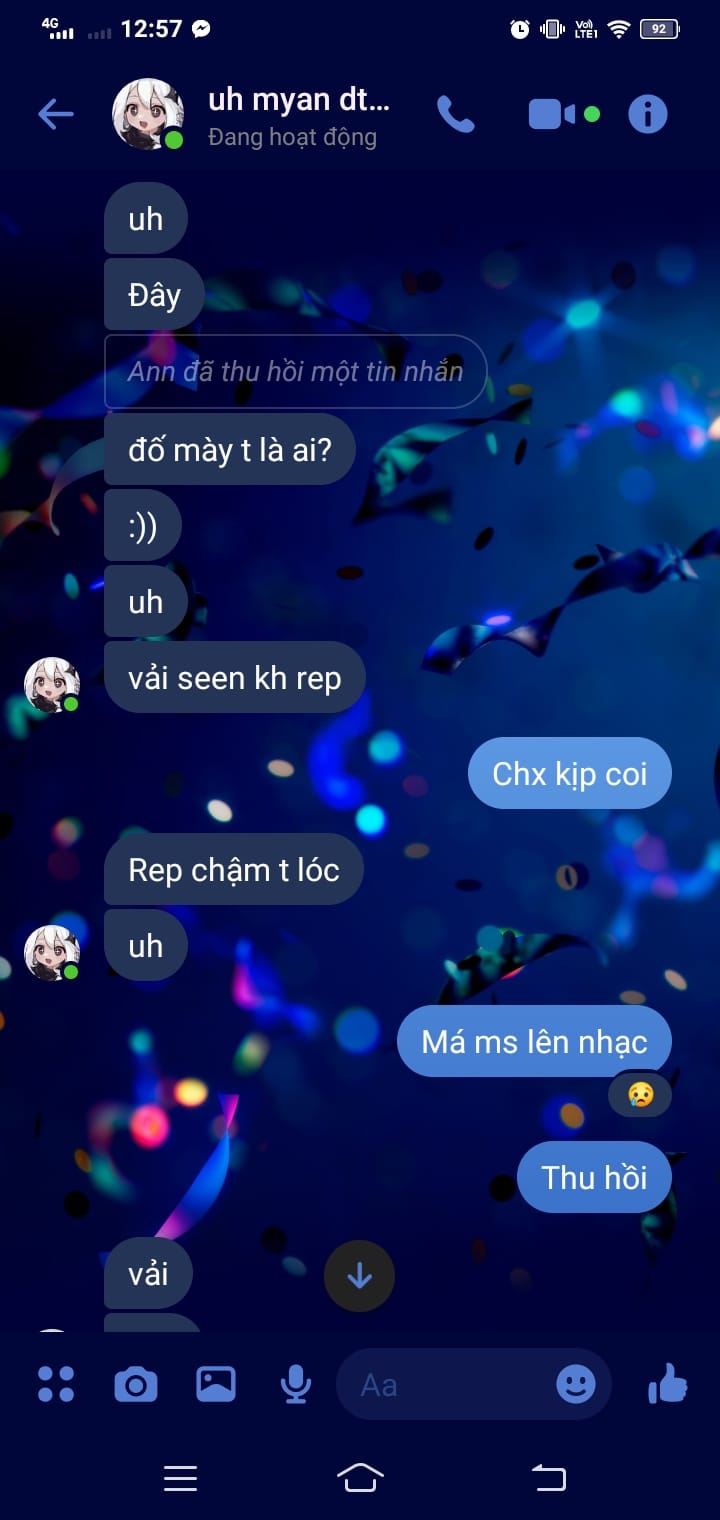 4G
12:57
Vo))
LTE1
92
uh myan dt...
Đang hoạt động
uh
Đây
Ann đã thu hồi một tin nhắn
đố mày t là ai?
:))
uh
vải seen kh rep
Chx kịp coi
Rep chậm t lóc
uh
Má ms lên nhạc
Thu hồi
vải
Aa